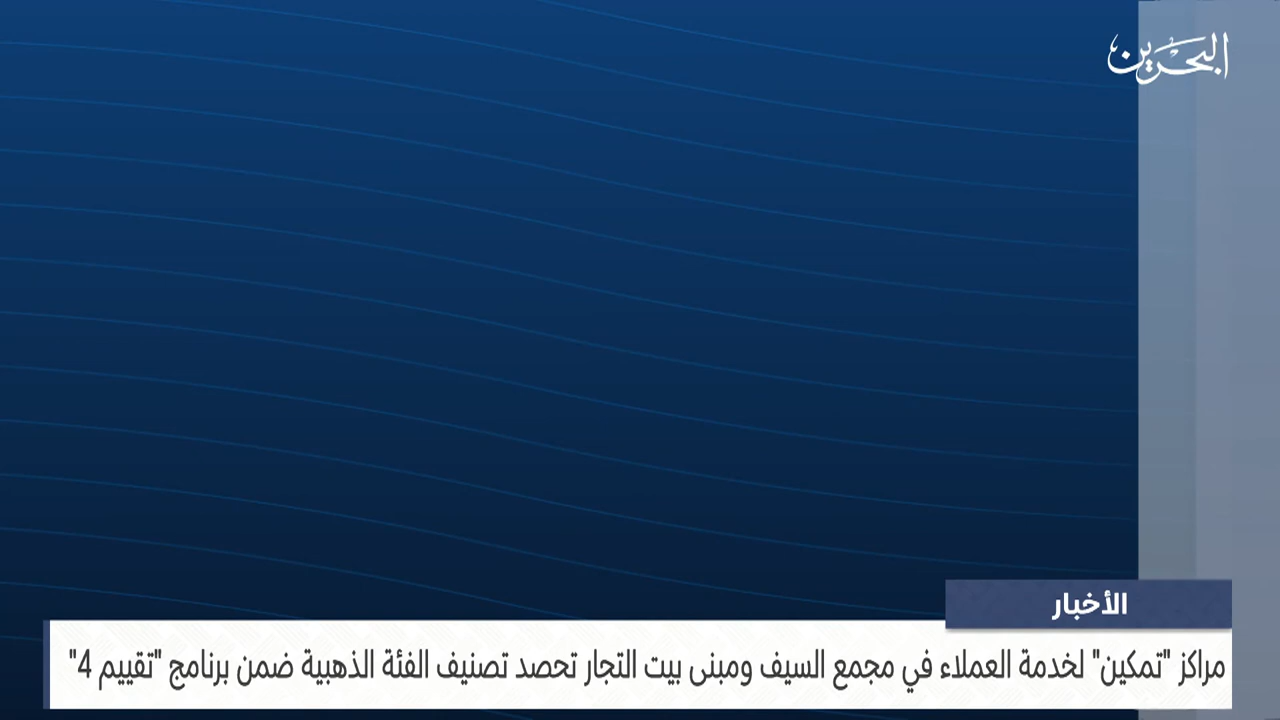 البحرين
الأخبار
مراكز "تمكين" لخدمة العملاء في مجمع السيف ومبنى بيت التجار تحصد تصنيف الفئة الذهبية ضمن برنامج "تقييم 4"